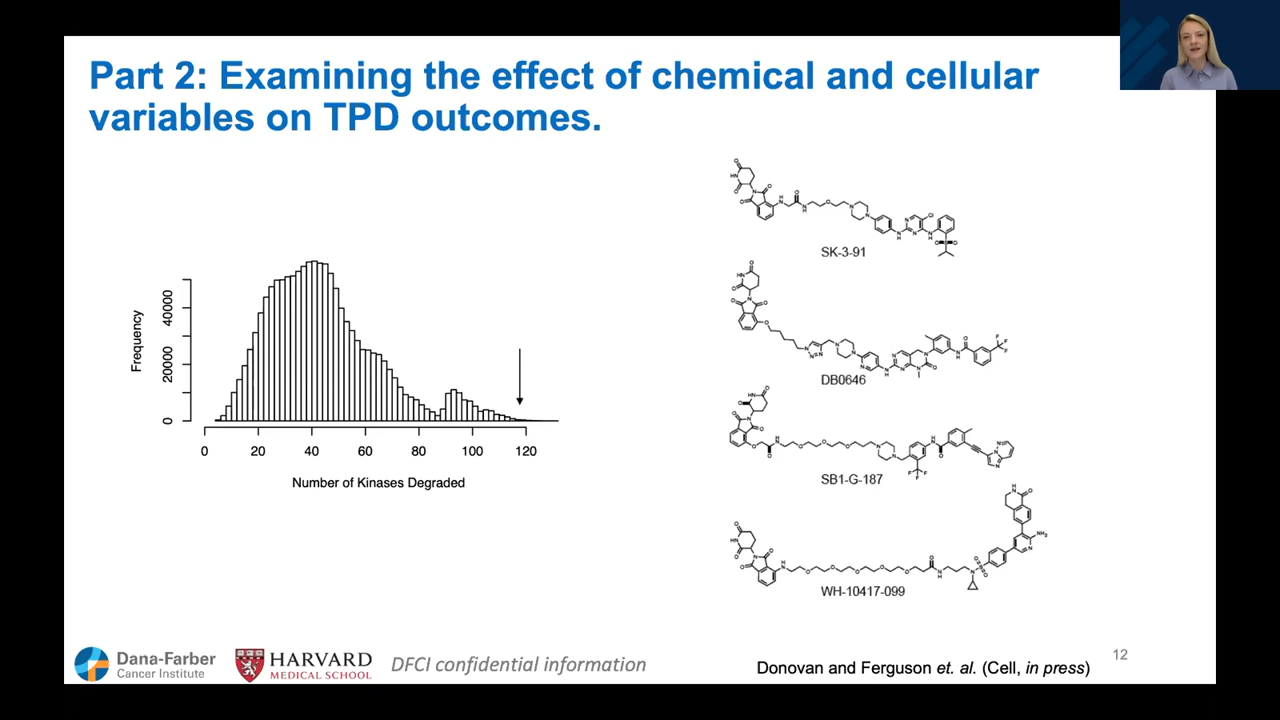 Part 2: Examining the effect of chemical and cellular
variables on TPD outcomes.
Frequency
0
20000
40000
0 20 40 60 80 100 120
Number of Kinases Degraded
SK-3-91
DB0646
SB1-G-187
WH-10417-099
Dana-Farber
Cancer Institute
HARVARD
MEDICAL SCHOOL
DFCI confidential information
Donovan and Ferguson et. al. (Cell, in press)
12